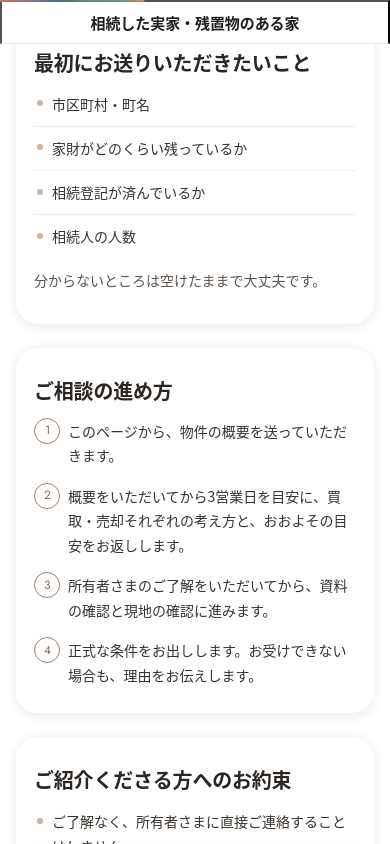 相続した実家・残置物のある家
最初にお送りいただきたいこと
市区町村・町名
家財がどのくらい残っているか
相続登記が済んでいるか
相続人の人数
分からないところは空けたままで大丈夫です。
ご相談の進め方
1 このページから、物件の概要を送っていただ
きます。
2 概要をいただいてから3営業日を目安に、買
取・売却それぞれの考え方と、おおよその目
安をお返しします。
3 所有者さまのご了解をいただいてから、資料
の確認と現地の確認に進みます。
4 正式な条件をお出しします。お受けできない
場合も、理由をお伝えします。
ご紹介くださる方へのお約束
ご了解なく、所有者さまに直接ご連絡すること